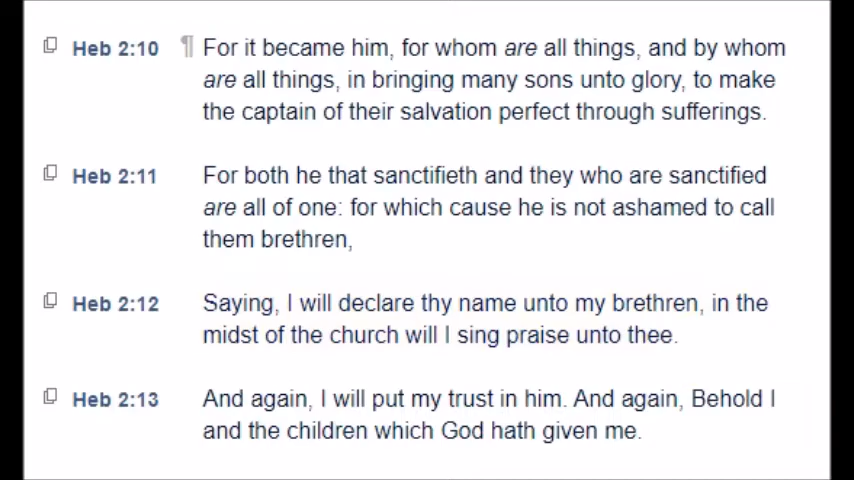 Heb 2:10 ¶ For it became him, for whom are all things, and by whom
are all things, in bringing many sons unto glory, to make
the captain of their salvation perfect through sufferings.
Heb 2:11 For both he that sanctifieth and they who are sanctified
are all of one: for which cause he is not ashamed to call
them brethren,
Heb 2:12 Saying, I will declare thy name unto my brethren, in the
midst of the church will I sing praise unto thee.
Heb 2:13 And again, I will put my trust in him. And again, Behold I
and the children which God hath given me.